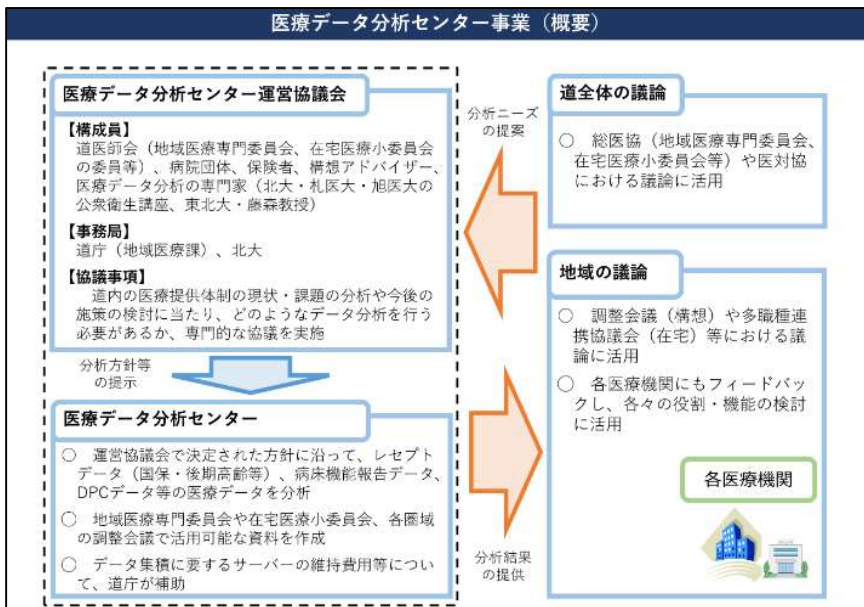 医療データ分析センター事業（概要）
医療データ分析センター運営協議会
【構成員】
道医師会（地域医療専門委員会、在宅医療小委員会
の委員等）、病院団体、保険者、構想アドバイザー、
医療データ分析の専門家（北大・札医大・旭医大の
公衆衛生講座、東北大・藤森教授）
【事務局】
道庁（地域医療課）、北大
【協議事項】
道内の医療提供体制の現状・課題の分析や今後の
施策の検討に当たり、どのようなデータ分析を行う
必要があるか、専門的な協議を実施
分析方針等
の提示
医療データ分析センター
○ 運営協議会で決定された方針に沿って、レセプト
データ（国保・後期高齢等）、病床機能報告データ、
DPCデータ等の医療データを分析
○ 地域医療専門委員会や在宅医療小委員会、各圏域
の調整会議で活用可能な資料を作成
○ データ集積に要するサーバーの維持費用等につい
て、道庁が補助
分析ニーズ
の提案
分析結果
の提供
道全体の議論
○ 総医協（地域医療専門委員会、
在宅医療小委員会等）や医対協
における議論に活用
地域の議論
○ 調整会議（構想）や多職種連
携協議会（在宅）等における議
論に活用
○ 各医療機関にもフィードバッ
クし、各々の役割・機能の検討
に活用
各医療機関